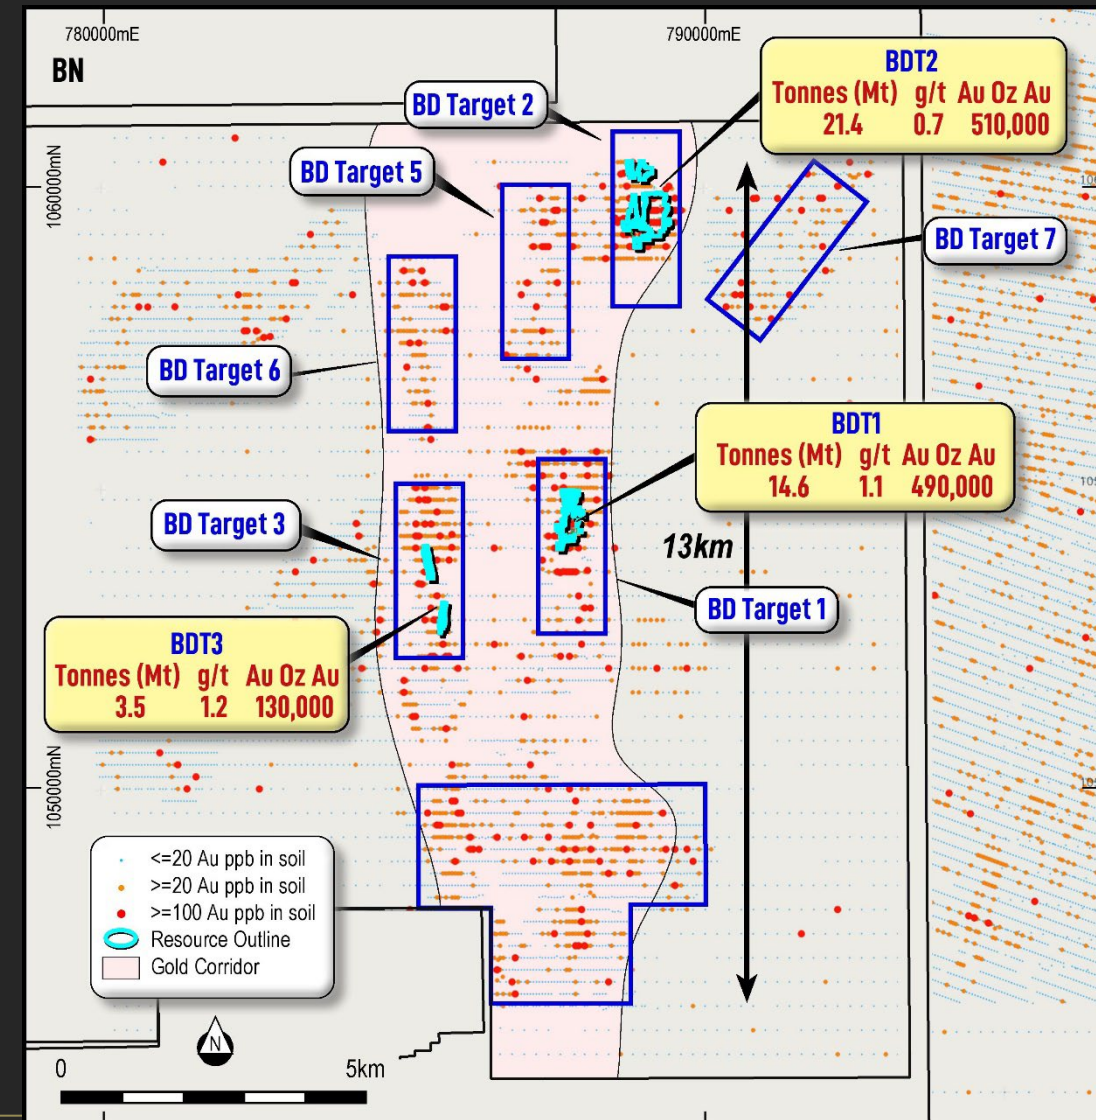 780000mE
790000mE
BN
BDT2
Tonnes (Mt) g/t Au Oz Au
21.4 0.7 510,000
BD Target 2
BD Target 5
1060000mN
BD Target 7
BD Target 6
BDT1
Tonnes (Mt) g/t Au Oz Au
14.6 1.1 490,000
BD Target 3
13km
BD Target 1
BDT3
Tonnes (Mt) g/t Au Oz Au
3.5 1.2 130,000
1050000mN
<=20 Au ppb in soil
>=20 Au ppb in soil
>=100 Au ppb in soil
Resource Outline
Gold Corridor
N
0 5km